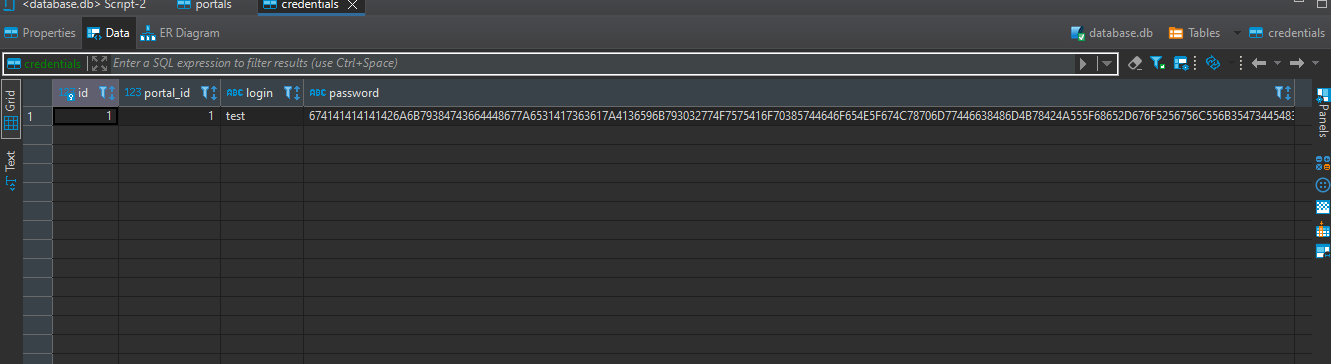 <database.db> Script-2 portals credentials
Properties Data ER Diagram database.db Tables credentials
credentials Enter a SQL expression to filter results (use Ctrl+Space)
Grid
Text
Panels
123 id 123 portal_id ABC login ABC password
1 1 1 test